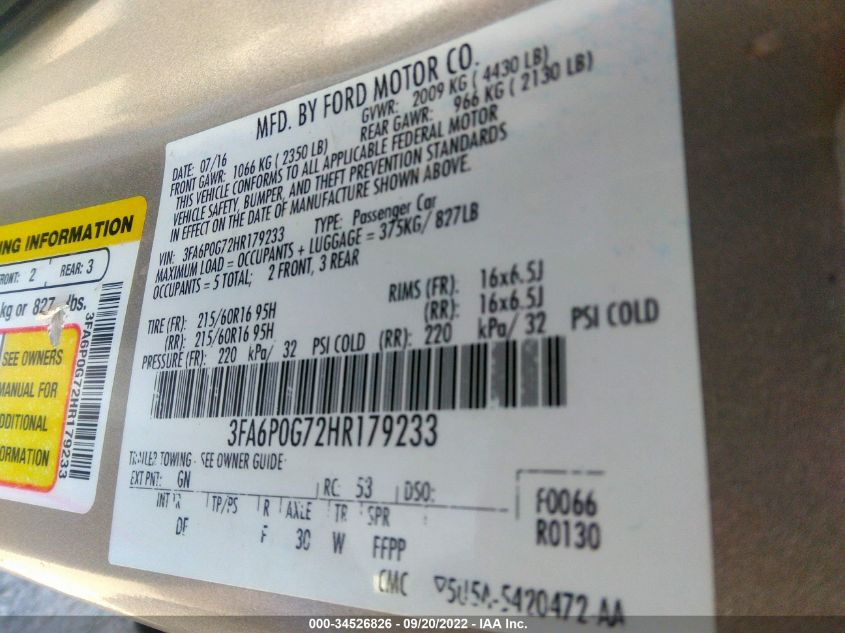 MFD. BY FORD MOTOR CO.
DATE: 07/16 GVWR: 2009 KG ( 4430 LB)
FRONT GAWR: 1066 KG ( 2350 LB) REAR GAWR: 966 KG ( 2130 LB)
THIS VEHICLE CONFORMS TO ALL APPLICABLE FEDERAL MOTOR
VEHICLE SAFETY, BUMPER, AND THEFT PREVENTION STANDARDS
IN EFFECT ON THE DATE OF MANUFACTURE SHOWN ABOVE.
VIN: 3FA6P0G72HR179233 TYPE: Passenger Car
MAXIMUM LOAD = OCCUPANTS + LUGGAGE = 375KG/ 827LB
OCCUPANTS = 5 TOTAL; 2 FRONT, 3 REAR
RIMS (FR): 16x6.5J
TIRE (FR): 215/60R16 95H (RR): 16x6.5J
(RR): 215/60R16 95H
PRESSURE (FR): 220 kPa/ 32 PSI COLD (RR): 220 kPa/ 32 PSI COLD
3FA6P0G72HR179233
TRAILER TOWING - SEE OWNER GUIDE
EXT PNT: GN RC: 53 DSO:
INT TR TP/PS R AXLE TR SPR
DF F 30 W FFPP
F0066
R0130
CMC 5U5A-5420472-AA
NG INFORMATION
FRONT: 2 REAR: 3
kg or 827 lbs.
SEE OWNERS
MANUAL FOR
ADDITIONAL
INFORMATION
3FA6P0G72HR179233
000-34526826 - 09/20/2022 - IAA Inc.